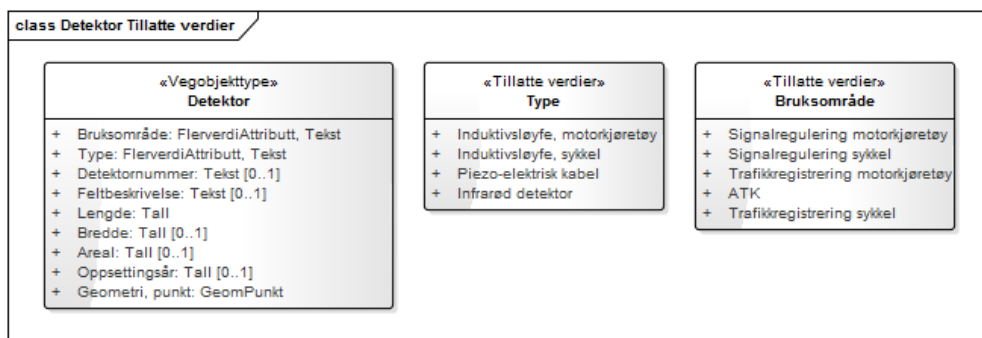 class Detektor Tillatte verdier
«Vegobjekttype»
Detektor
+ Bruksområde: FlerverdiAttributt, Tekst
+ Type: FlerverdiAttributt, Tekst
+ Detektornummer: Tekst [0..1]
+ Feltbeskrivelse: Tekst [0..1]
+ Lengde: Tall
+ Bredde: Tall [0..1]
+ Areal: Tall [0..1]
+ Oppsettingsår: Tall [0..1]
+ Geometri, punkt: GeomPunkt
«Tillatte verdier»
Type
+ Induktivsløyfe, motorkjøretøy
+ Induktivsløyfe, sykkel
+ Piezo-elektrisk kabel
+ Infrarød detektor
«Tillatte verdier»
Bruksområde
+ Signalregulering motorkjøretøy
+ Signalregulering sykkel
+ Trafikkregistrering motorkjøretøy
+ ATK
+ Trafikkregistrering sykkel